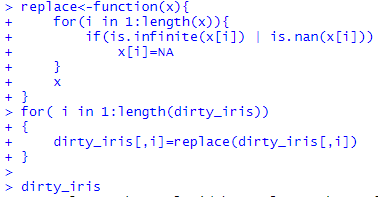 > replace<-function(x){
+     for(i in 1:length(x)){
+         if(is.infinite(x[i]) | is.nan(x[i]))
+             x[i]=NA
+     }
+     x
+ }
> for( i in 1:length(dirty_iris))
+ {
+     dirty_iris[,i]=replace(dirty_iris[,i])
+ }
>
> dirty_iris